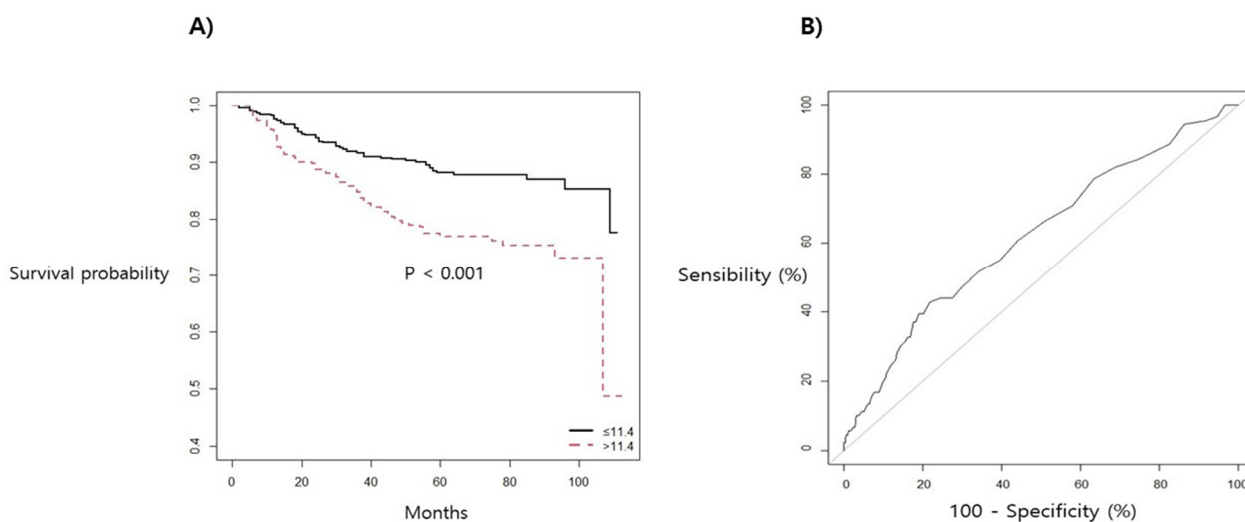 A)
B)
1.0
0.9
0.8
0.7
0.6
0.5
0.4
Survival probability
P < 0.001
≤11.4
>11.4
0 20 40 60 80 100
Months
100
80
60
40
20
0
Sensibility (%)
0 20 40 60 80 100
100 - Specificity (%)